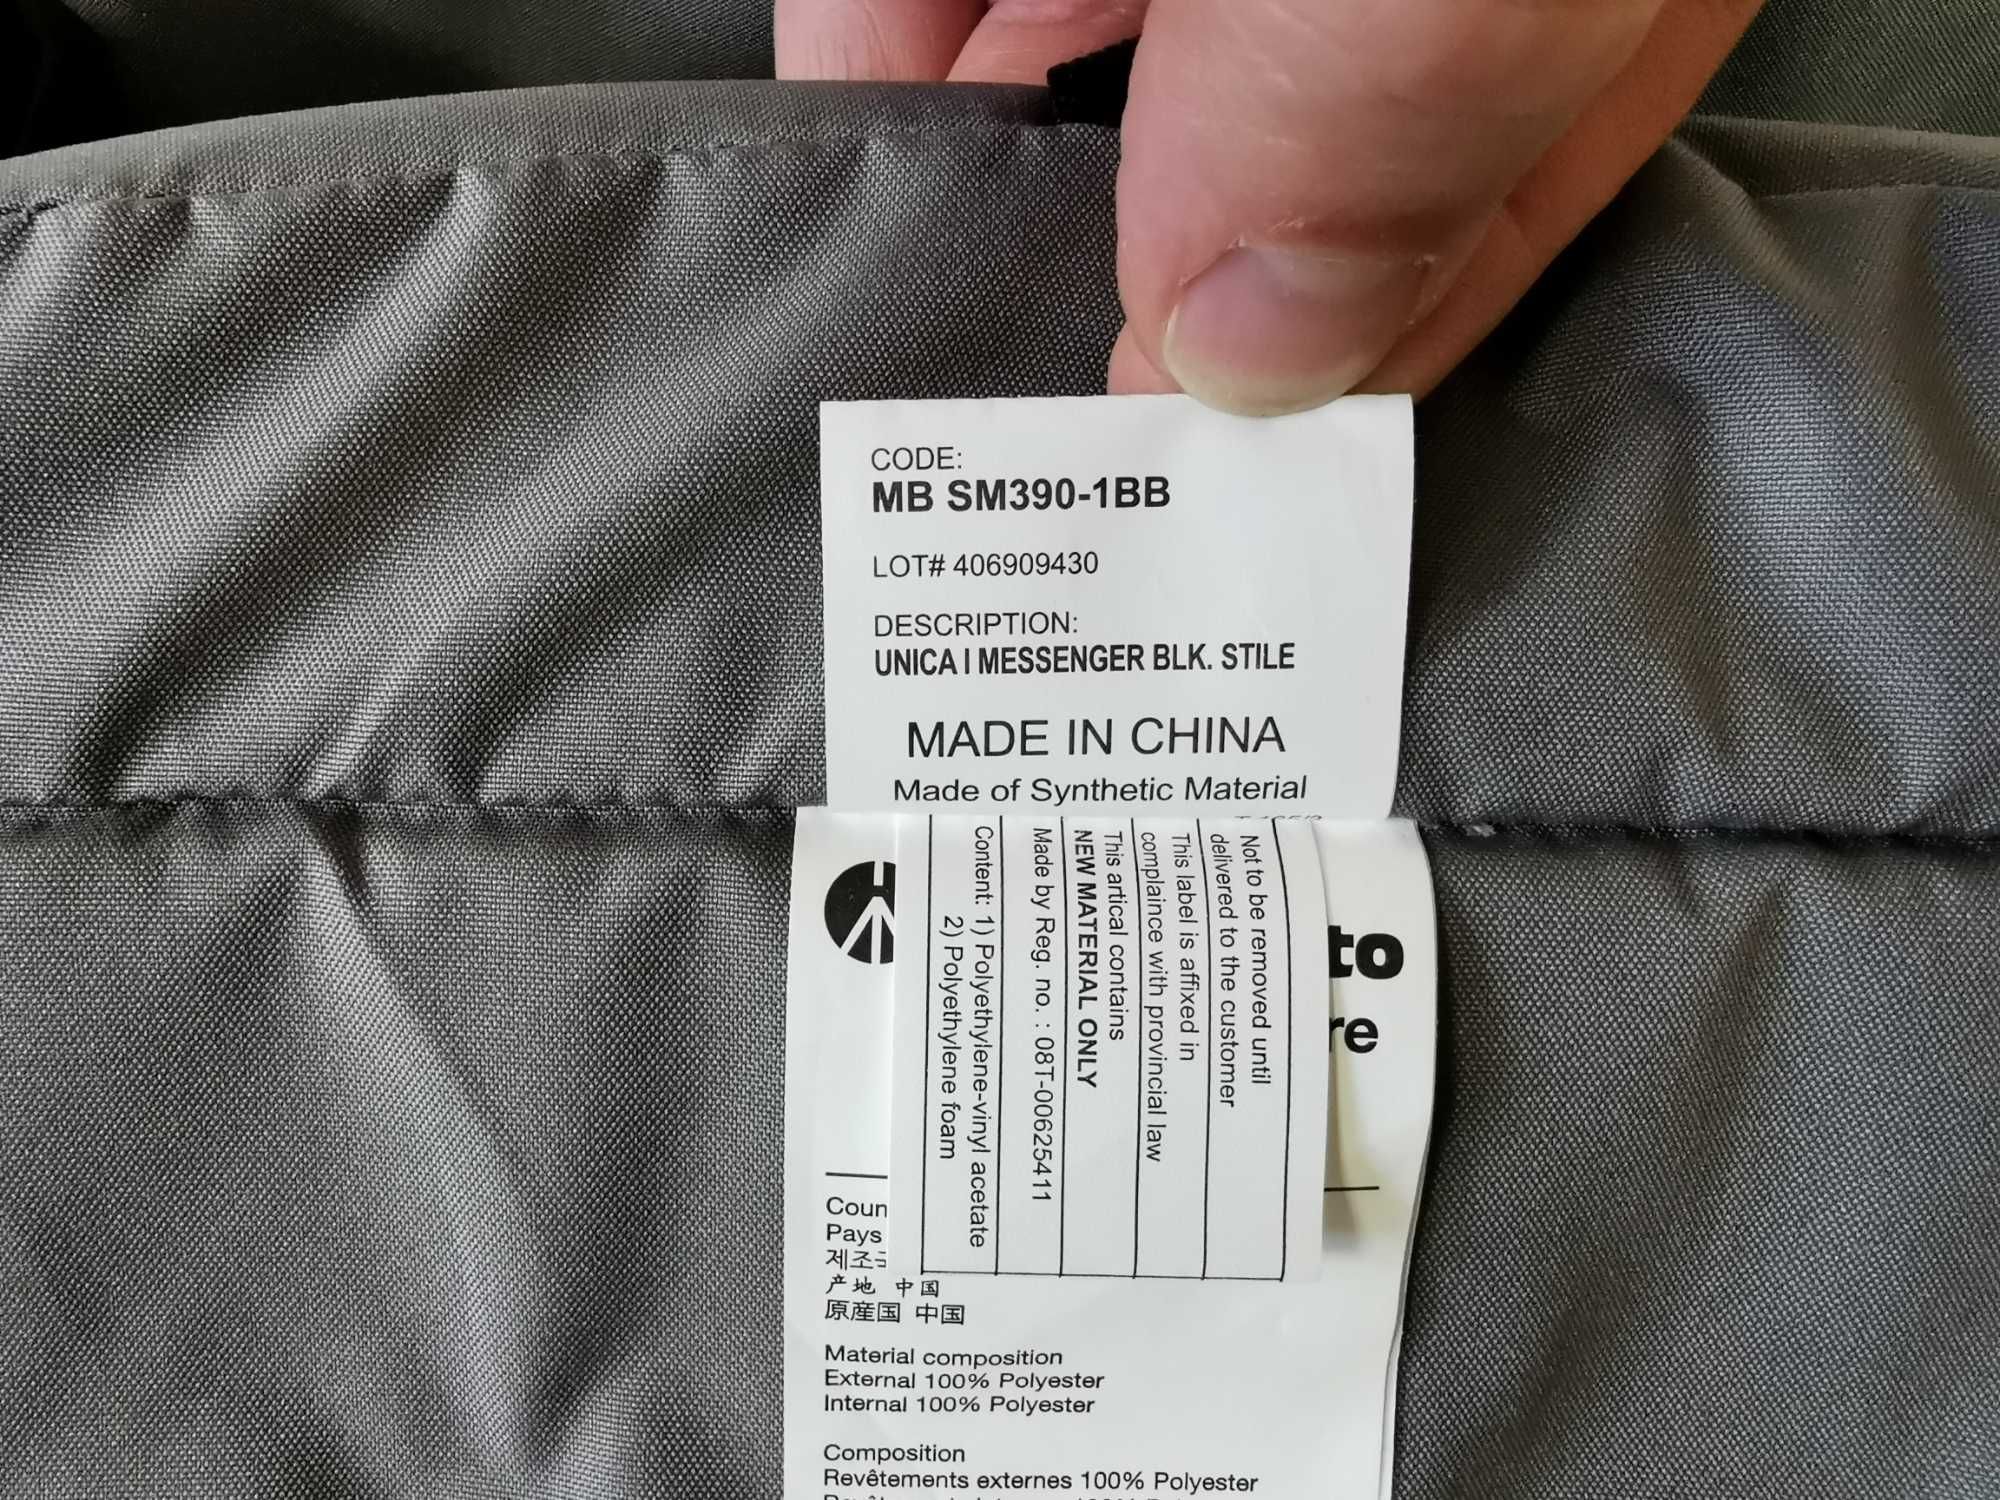 CODE:
MB SM390-1BB
LOT# 406909430
DESCRIPTION:
UNICA I MESSENGER BLK. STILE
MADE IN CHINA
Made of Synthetic Material
Not to be removed until
delivered to the customer
This label is affixed in
complaince with provincial law
This artical contains
NEW MATERIAL ONLY
Made by Reg. no. : 08T-00625411
Content: 1) Polyethylene-vinyl acetate
2) Polyethylene foam
to
re
Coun
Pays
제조국
产地 中国
原産国 中国
Material composition
External 100% Polyester
Internal 100% Polyester
Composition
Revêtements externes 100% Polyester